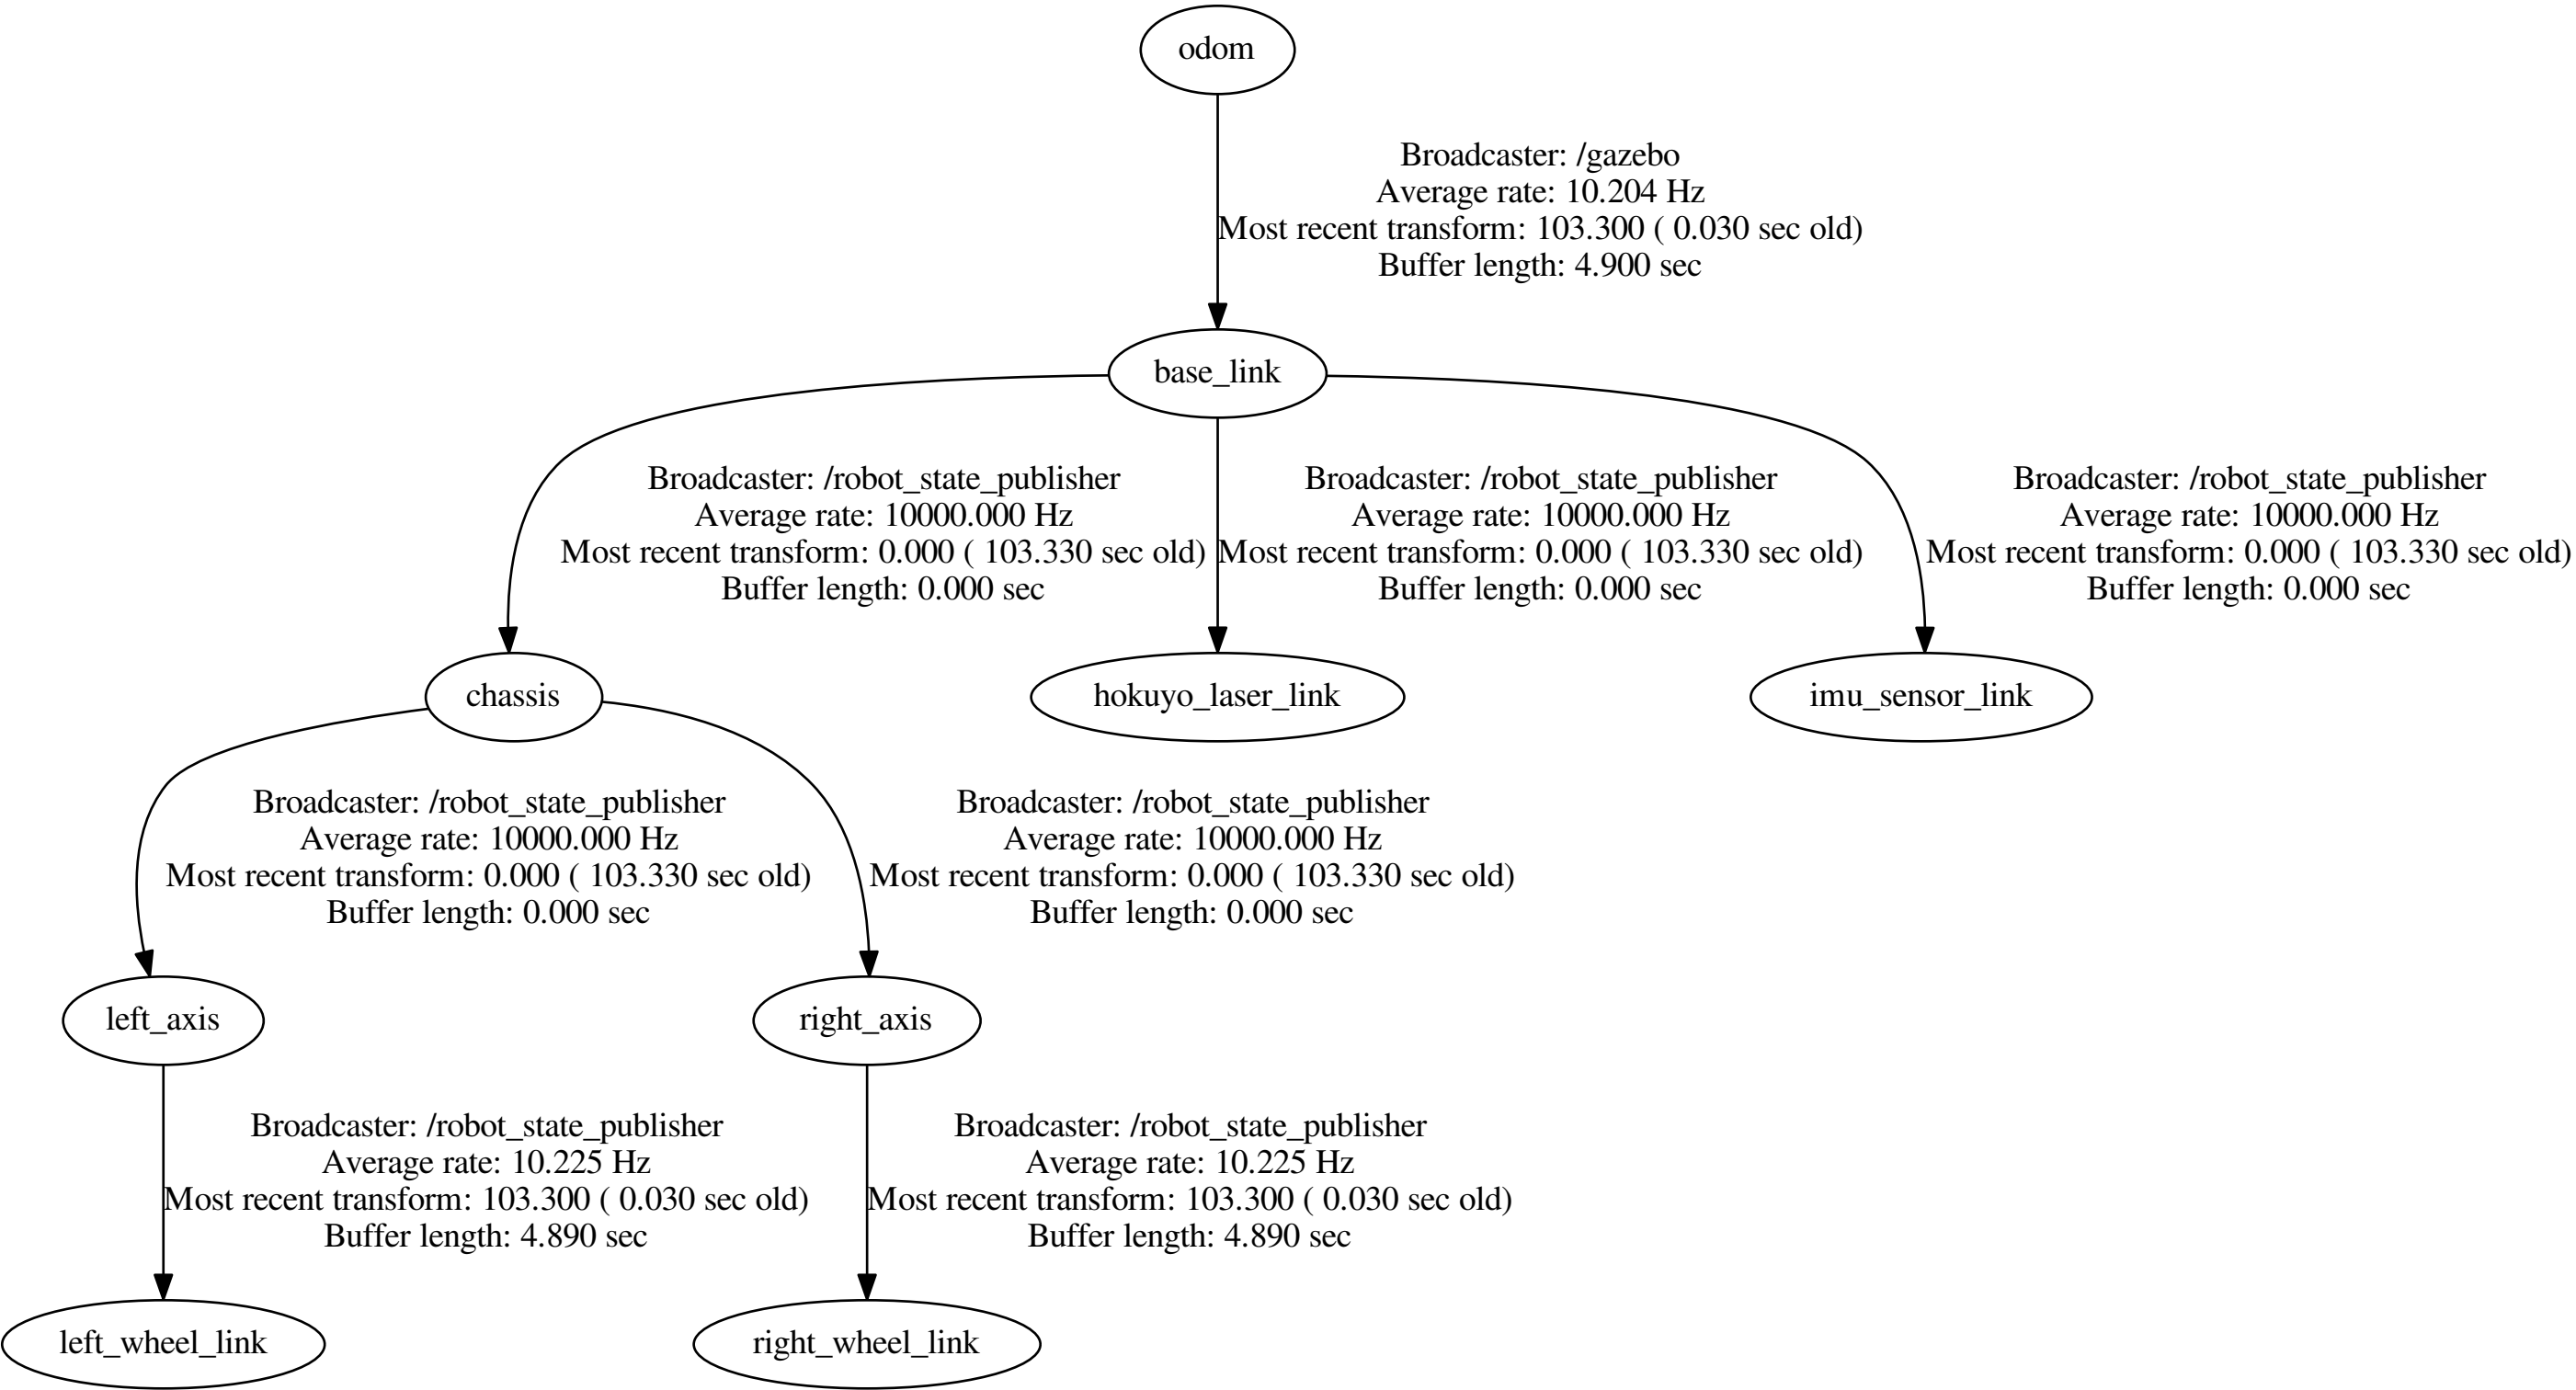 odom
Broadcaster: /gazebo
Average rate: 10.204 Hz
Most recent transform: 103.300 ( 0.030 sec old)
Buffer length: 4.900 sec
base_link
Broadcaster: /robot_state_publisher
Average rate: 10000.000 Hz
Most recent transform: 0.000 ( 103.330 sec old)
Buffer length: 0.000 sec
Broadcaster: /robot_state_publisher
Average rate: 10000.000 Hz
Most recent transform: 0.000 ( 103.330 sec old)
Buffer length: 0.000 sec
Broadcaster: /robot_state_publisher
Average rate: 10000.000 Hz
Most recent transform: 0.000 ( 103.330 sec old)
Buffer length: 0.000 sec
chassis
hokuyo_laser_link
imu_sensor_link
Broadcaster: /robot_state_publisher
Average rate: 10000.000 Hz
Most recent transform: 0.000 ( 103.330 sec old)
Buffer length: 0.000 sec
Broadcaster: /robot_state_publisher
Average rate: 10000.000 Hz
Most recent transform: 0.000 ( 103.330 sec old)
Buffer length: 0.000 sec
left_axis
right_axis
Broadcaster: /robot_state_publisher
Average rate: 10.225 Hz
Most recent transform: 103.300 ( 0.030 sec old)
Buffer length: 4.890 sec
Broadcaster: /robot_state_publisher
Average rate: 10.225 Hz
Most recent transform: 103.300 ( 0.030 sec old)
Buffer length: 4.890 sec
left_wheel_link
right_wheel_link